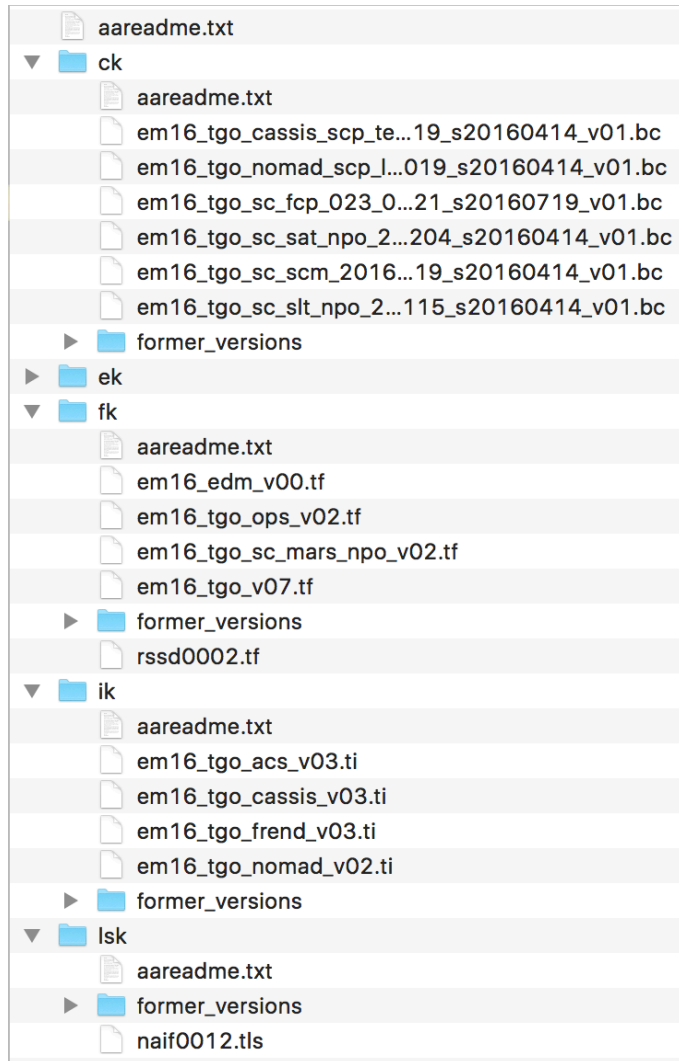 aareadme.txt
ck
aareadme.txt
em16_tgo_cassis_scp_te...19_s20160414_v01.bc
em16_tgo_nomad_scp_l...019_s20160414_v01.bc
em16_tgo_sc_fcp_023_0...21_s20160719_v01.bc
em16_tgo_sc_sat_npo_2...204_s20160414_v01.bc
em16_tgo_sc_scm_2016...19_s20160414_v01.bc
em16_tgo_sc_slt_npo_2...115_s20160414_v01.bc
former_versions
ek
fk
aareadme.txt
em16_edm_v00.tf
em16_tgo_ops_v02.tf
em16_tgo_sc_mars_npo_v02.tf
em16_tgo_v07.tf
former_versions
rssd0002.tf
ik
aareadme.txt
em16_tgo_acs_v03.ti
em16_tgo_cassis_v03.ti
em16_tgo_frend_v03.ti
em16_tgo_nomad_v02.ti
former_versions
lsk
aareadme.txt
former_versions
naif0012.tls